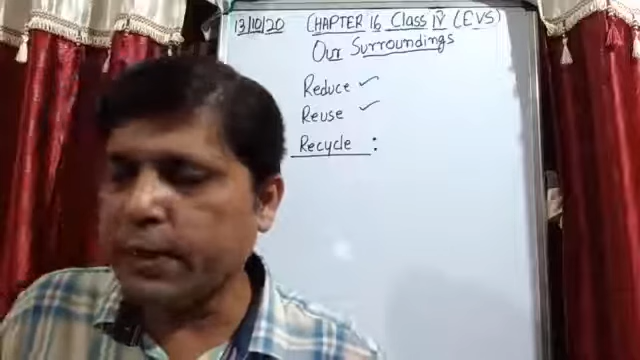 13/10/20 CHAPTER 16 Class IV (EVS)
Our Surroundings
Reduce ✓
Reuse ✓
Recycle :